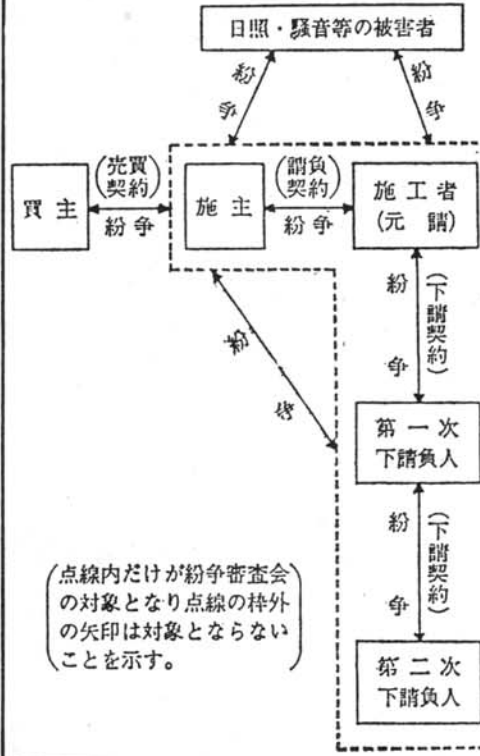 日照・騒音等の被害者
紛争
紛争
(売買契約)
紛争
(請負契約)
紛争
買主
施主
施工者
(元請)
紛争
(下請契約)
紛争
第一次
下請負人
紛争
(下請契約)
第二次
下請負人
(点線内だけが紛争審査会
の対象となり点線の枠外
の矢印は対象とならない
ことを示す。)